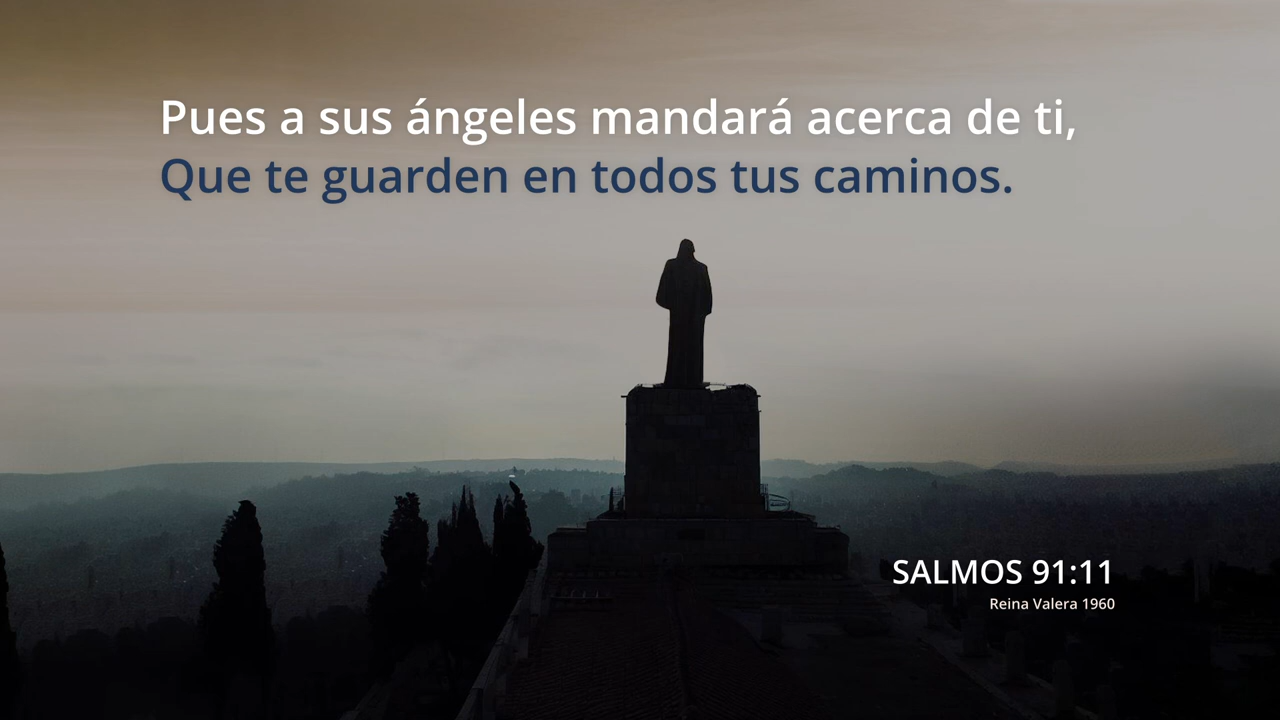 Pues a sus ángeles mandará acerca de ti,
Que te guarden en todos tus caminos.
SALMOS 91:11
Reina Valera 1960